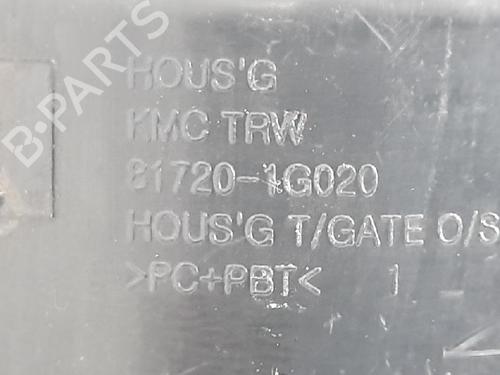 B-PARTS
HOUS'G
KMC TRW
81720-1G020
HOUS'G T/GATE O/S
>PC+PBT< 1